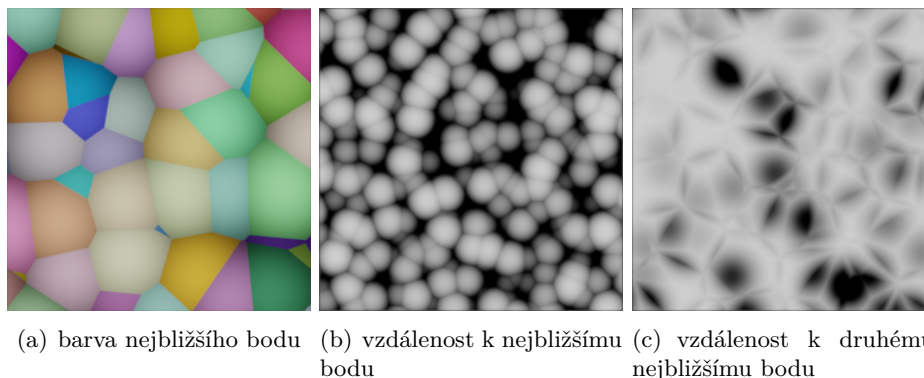 (a) barva nejbližšího bodu
(b) vzdálenost k nejbližšímu
bodu
(c) vzdálenost k druhému
nejbližšímu bodu